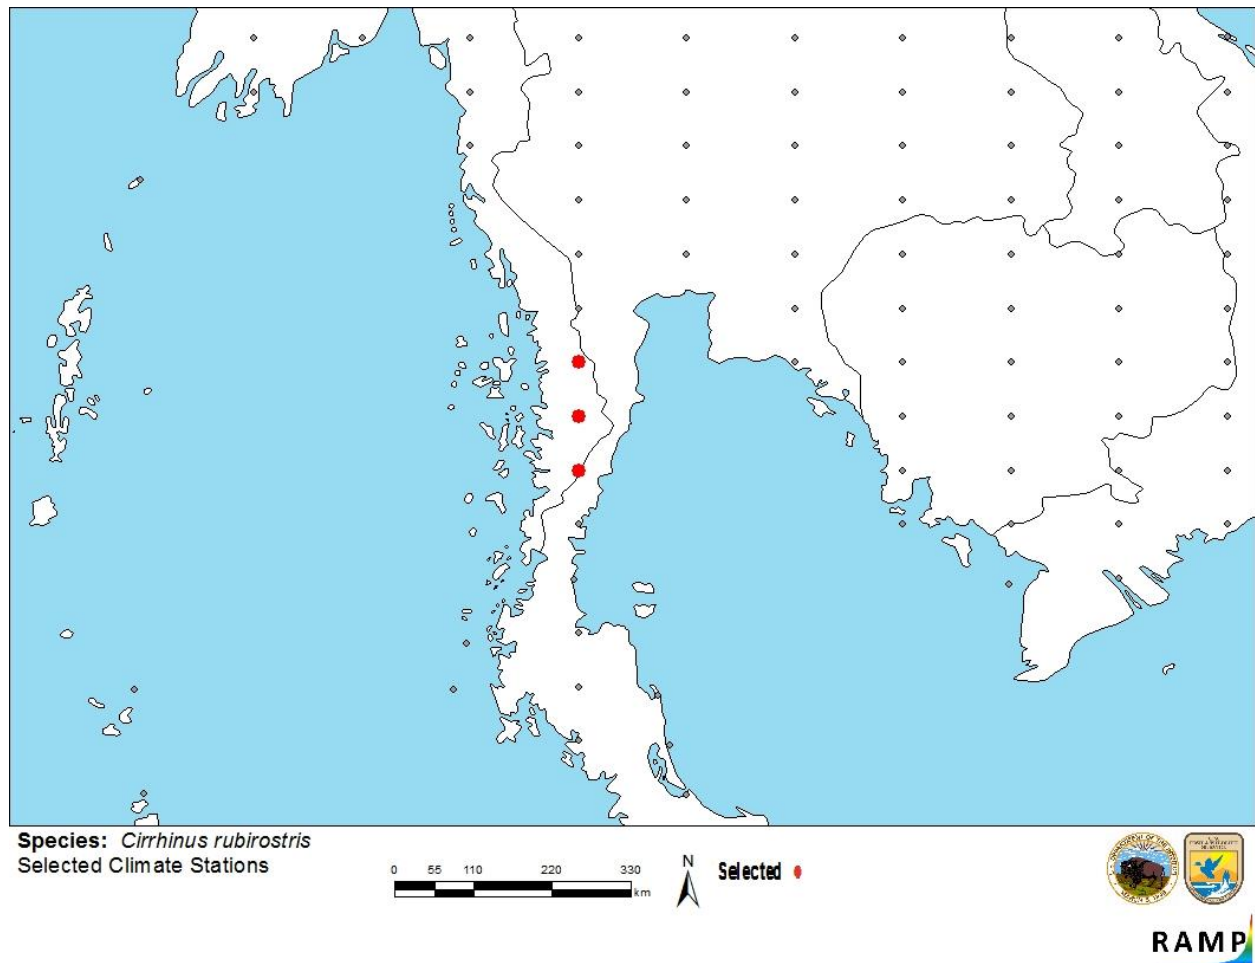 Species: Cirrhinus rubirostris
Selected Climate Stations
0 55 110 220 330
km
N
Selected
RAMP